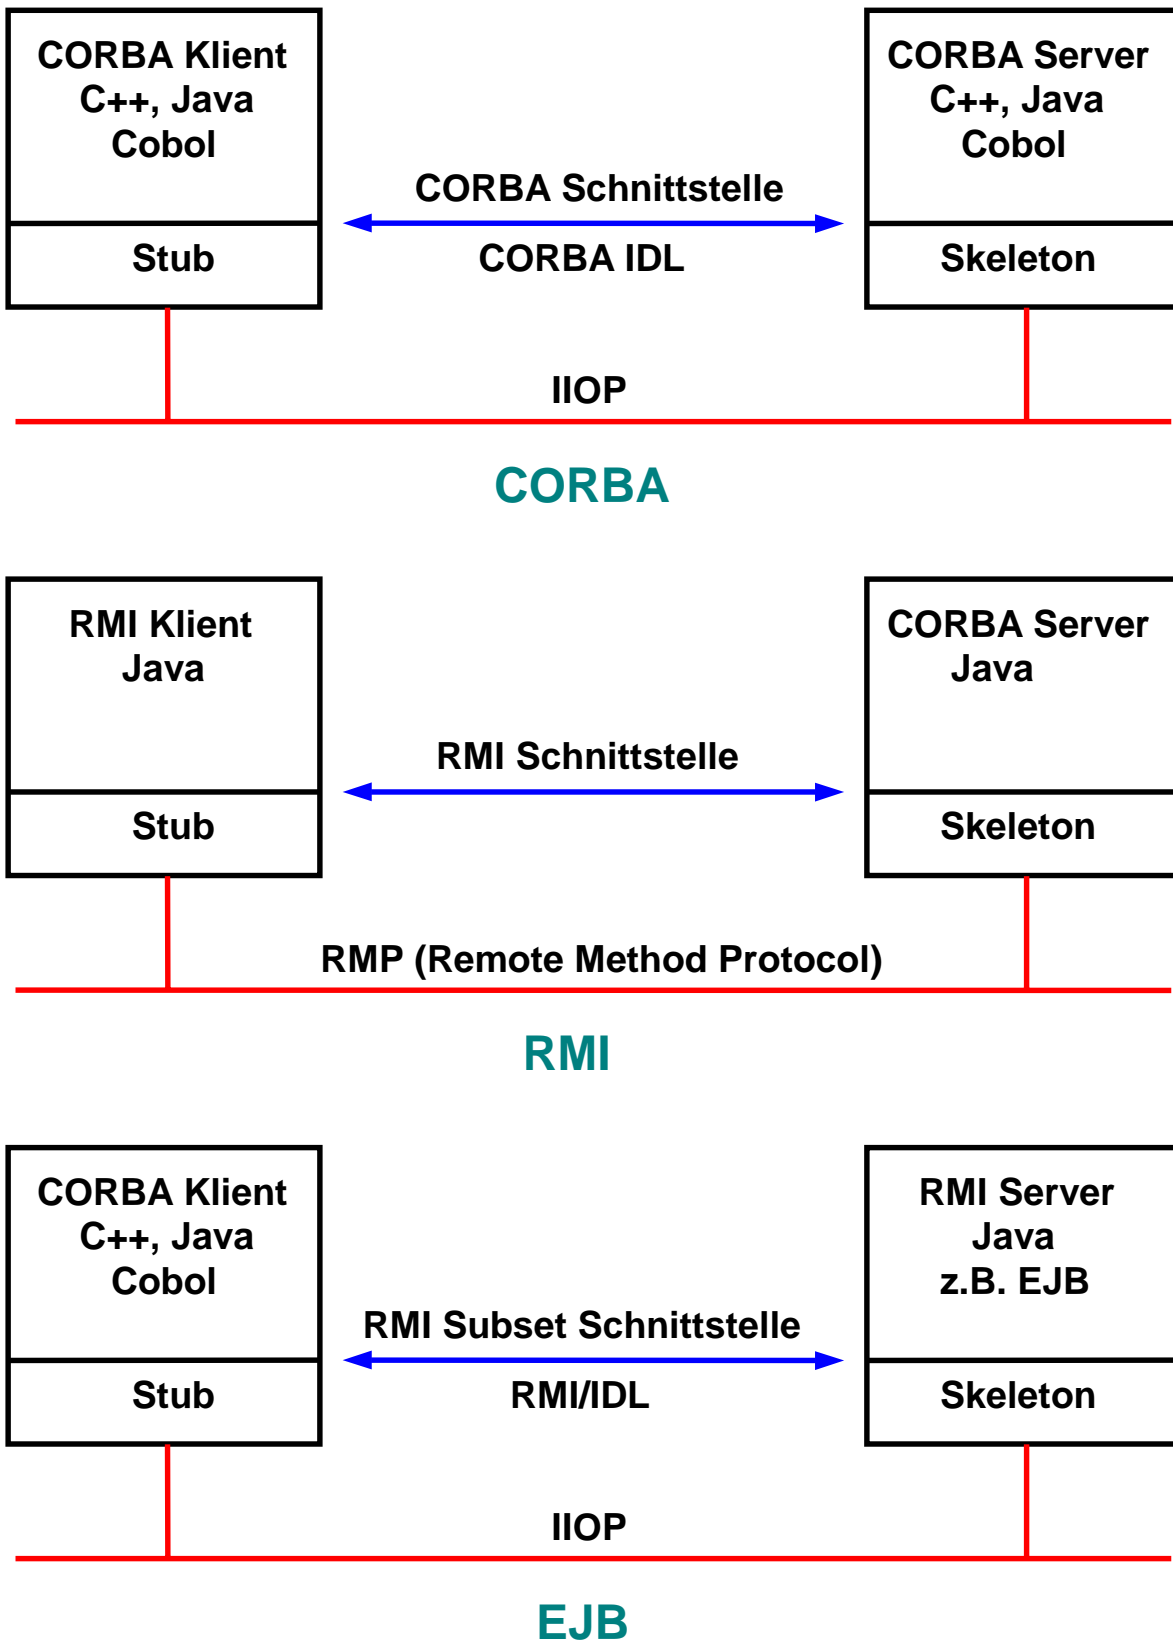 CORBA Klient
C++, Java
Cobol
CORBA Server
C++, Java
Cobol
CORBA Schnittstelle
CORBA IDL
Stub
Skeleton
IIOP
CORBA
RMI Klient
Java
CORBA Server
Java
RMI Schnittstelle
Stub
Skeleton
RMP (Remote Method Protocol)
RMI
CORBA Klient
C++, Java
Cobol
RMI Server
Java
z.B. EJB
RMI Subset Schnittstelle
RMI/IDL
Stub
Skeleton
IIOP
EJB